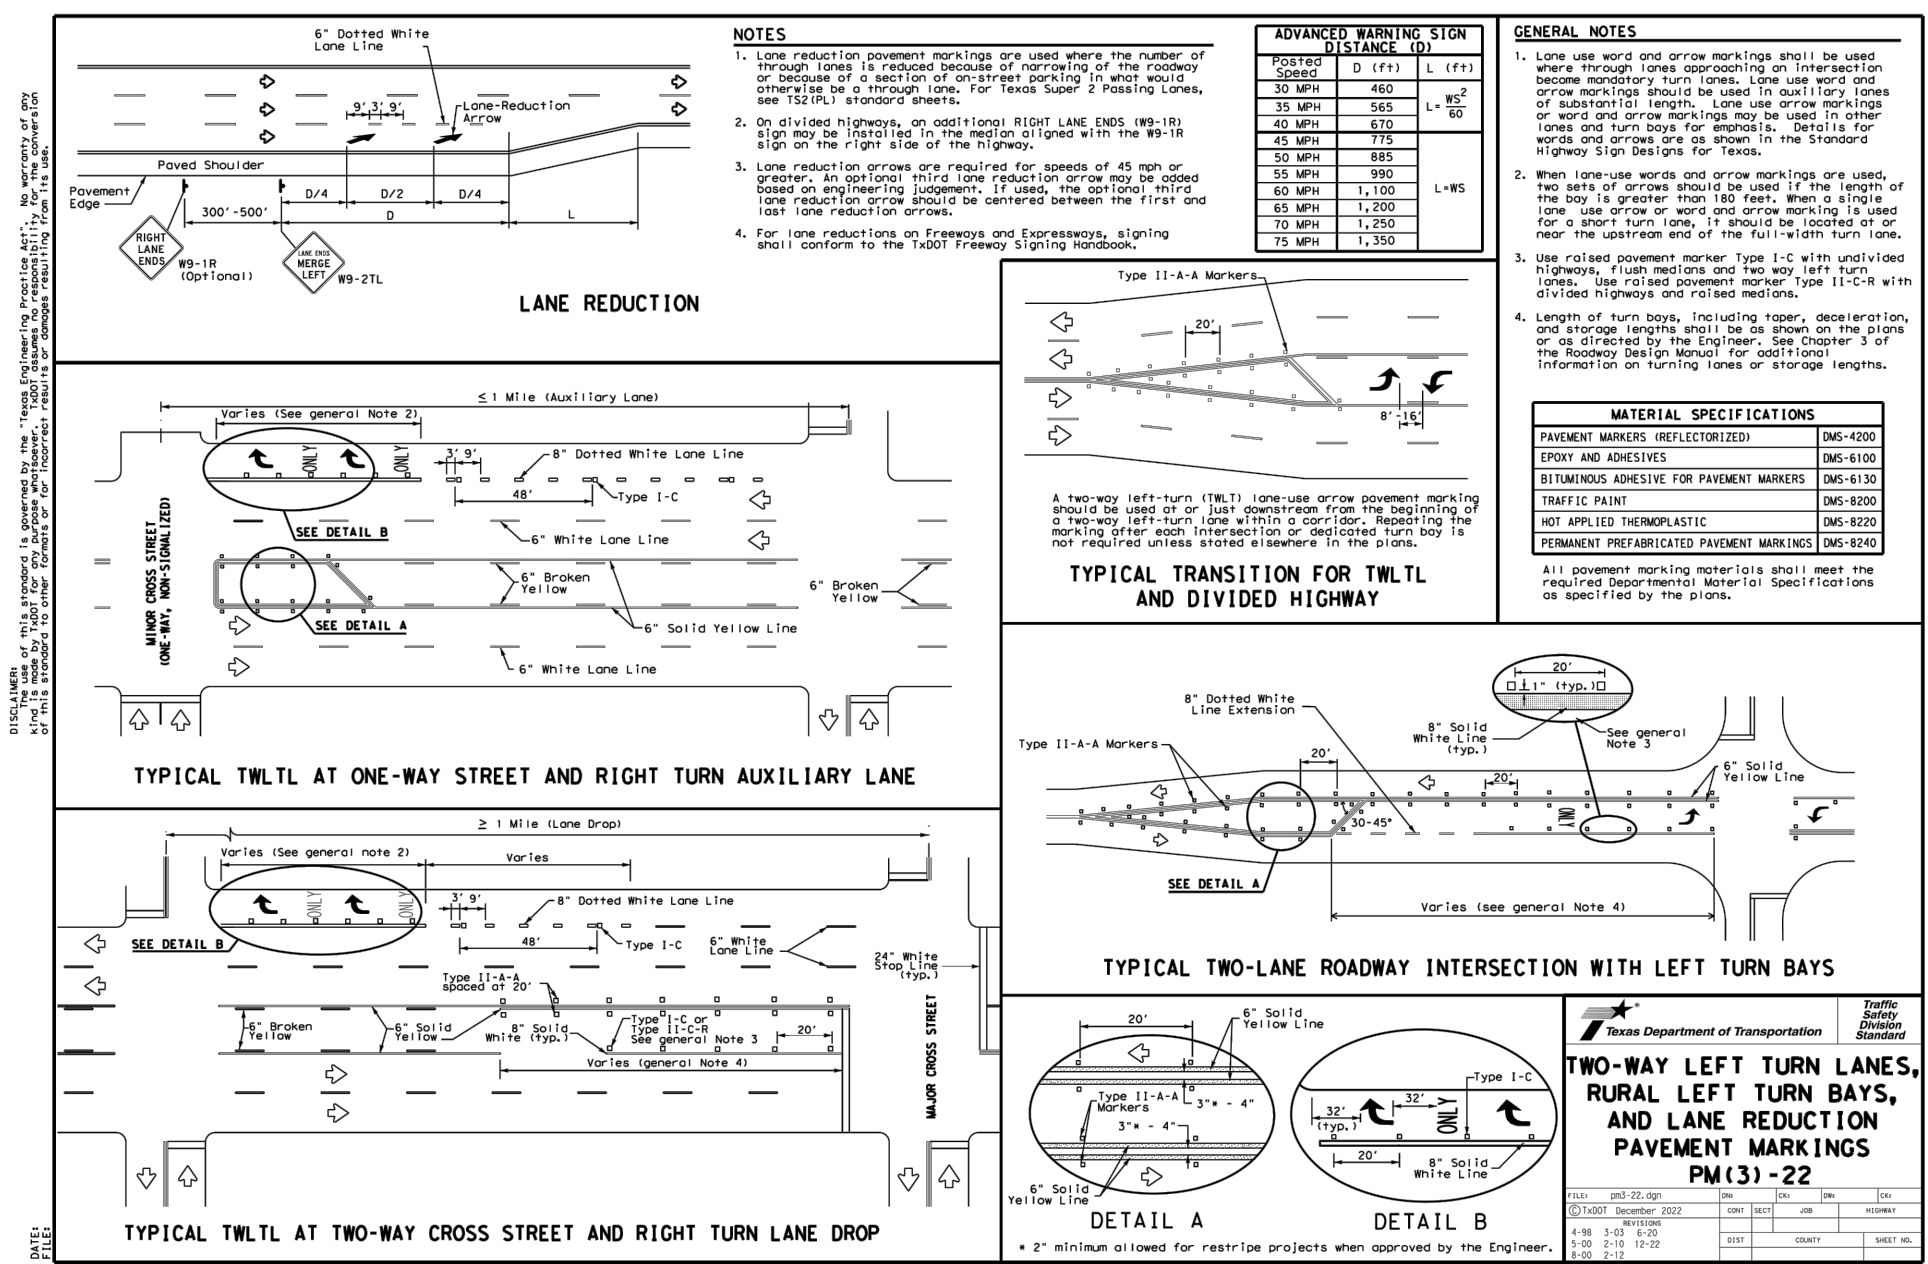 DISCLAIMER:
The use of this standard is governed by the "Texas Engineering Practice Act". No warranty of any
kind is made by TxDOT for any purpose whatsoever. TxDOT assumes no responsibility for the conversion
of this standard to other formats or for incorrect results or damages resulting from its use.
DATE:
FILE:
6" Dotted White
Lane Line
9' 3' 9'
Lane-Reduction
Arrow
Paved Shoulder
Pavement
Edge
D/4
D/2
D/4
300'-500'
D
L
RIGHT
LANE
ENDS
W9-1R
(Optional)
LANE ENDS
MERGE
LEFT
W9-2TL
LANE REDUCTION
NOTES
1. Lane reduction pavement markings are used where the number of
through lanes is reduced because of narrowing of the roadway
or because of a section of on-street parking in what would
otherwise be a through lane. For Texas Super 2 Passing Lanes,
see TS2(PL) standard sheets.
2. On divided highways, an additional RIGHT LANE ENDS (W9-1R)
sign may be installed in the median aligned with the W9-1R
sign on the right side of the highway.
3. Lane reduction arrows are required for speeds of 45 mph or
greater. An optional third lane reduction arrow may be added
based on engineering judgement. If used, the optional third
lane reduction arrow should be centered between the first and
last lane reduction arrows.
4. For lane reductions on Freeways and Expressways, signing
shall conform to the TxDOT Freeway Signing Handbook.
ADVANCED WARNING SIGN
DISTANCE (D)
Posted
Speed
D (ft)
L (ft)
30 MPH 460
35 MPH 565
40 MPH 670
L= WS²
60
45 MPH 775
50 MPH 885
55 MPH 990
60 MPH 1,100
65 MPH 1,200
70 MPH 1,250
75 MPH 1,350
L=WS
GENERAL NOTES
1. Lane use word and arrow markings shall be used
where through lanes approaching an intersection
become mandatory turn lanes. Lane use word and
arrow markings should be used in auxiliary lanes
of substantial length. Lane use arrow markings
or word and arrow markings may be used in other
lanes and turn bays for emphasis. Details for
words and arrows are as shown in the Standard
Highway Sign Designs for Texas.
2. When lane-use words and arrow markings are used,
two sets of arrows should be used if the length of
the bay is greater than 180 feet. When a single
lane use arrow or word and arrow marking is used
for a short turn lane, it should be located at or
near the upstream end of the full-width turn lane.
3. Use raised pavement marker Type I-C with undivided
highways, flush medians and two way left turn
lanes. Use raised pavement marker Type II-C-R with
divided highways and raised medians.
4. Length of turn bays, including taper, deceleration,
and storage lengths shall be as shown on the plans
or as directed by the Engineer. See Chapter 3 of
the Roadway Design Manual for additional
information on turning lanes or storage lengths.
MATERIAL SPECIFICATIONS
PAVEMENT MARKERS (REFLECTORIZED) DMS-4200
EPOXY AND ADHESIVES DMS-6100
BITUMINOUS ADHESIVE FOR PAVEMENT MARKERS DMS-6130
TRAFFIC PAINT DMS-8200
HOT APPLIED THERMOPLASTIC DMS-8220
PERMANENT PREFABRICATED PAVEMENT MARKINGS DMS-8240
All pavement marking materials shall meet the
required Departmental Material Specifications
as specified by the plans.
Type II-A-A Markers
20'
8'-16'
A two-way left-turn (TWLT) lane-use arrow pavement marking
should be used at or just downstream from the beginning of
a two-way left-turn lane within a corridor. Repeating the
marking after each intersection or dedicated turn bay is
not required unless stated elsewhere in the plans.
TYPICAL TRANSITION FOR TWLTL
AND DIVIDED HIGHWAY
≤ 1 Mile (Auxiliary Lane)
Varies (See general Note 2)
ONLY
ONLY
3' 9'
8" Dotted White Lane Line
48'
Type I-C
SEE DETAIL B
6" White Lane Line
MINOR CROSS STREET
(ONE-WAY, NON-SIGNALIZED)
6" Broken
Yellow
6" Broken
Yellow
SEE DETAIL A
6" Solid Yellow Line
6" White Lane Line
TYPICAL TWLTL AT ONE-WAY STREET AND RIGHT TURN AUXILIARY LANE
≥ 1 Mile (Lane Drop)
Varies (See general note 2)
Varies
ONLY
ONLY
3' 9'
8" Dotted White Lane Line
48'
Type I-C
SEE DETAIL B
6" White
Lane Line
24" White
Stop Line
(typ.)
Type II-A-A
spaced at 20'
6" Broken
Yellow
6" Solid
Yellow
8" Solid
White (typ.)
Type I-C or
Type II-C-R
See general Note 3
20'
Varies (general Note 4)
MAJOR CROSS STREET
TYPICAL TWLTL AT TWO-WAY CROSS STREET AND RIGHT TURN LANE DROP
20'
1" (typ.)
8" Dotted White
Line Extension
8" Solid
White Line
(typ.)
See general
Note 3
Type II-A-A Markers
20'
20'
6" Solid
Yellow Line
30-45°
ONLY
SEE DETAIL A
Varies (see general Note 4)
TYPICAL TWO-LANE ROADWAY INTERSECTION WITH LEFT TURN BAYS
20'
6" Solid
Yellow Line
Type II-A-A
Markers
3"* - 4"
3"* - 4"
6" Solid
Yellow Line
DETAIL A
Type I-C
32'
(typ.)
32'
ONLY
20'
8" Solid
White Line
DETAIL B
* 2" minimum allowed for restripe projects when approved by the Engineer.
Texas Department of Transportation
Traffic
Safety
Division
Standard
TWO-WAY LEFT TURN LANES,
RURAL LEFT TURN BAYS,
AND LANE REDUCTION
PAVEMENT MARKINGS
PM(3)-22
FILE: pm3-22.dgn DN: CK: DW: CK:
© TxDOT December 2022 CONT SECT JOB HIGHWAY
REVISIONS
4-98 3-03 6-20
5-00 2-10 12-22
8-00 2-12
DIST COUNTY SHEET NO.